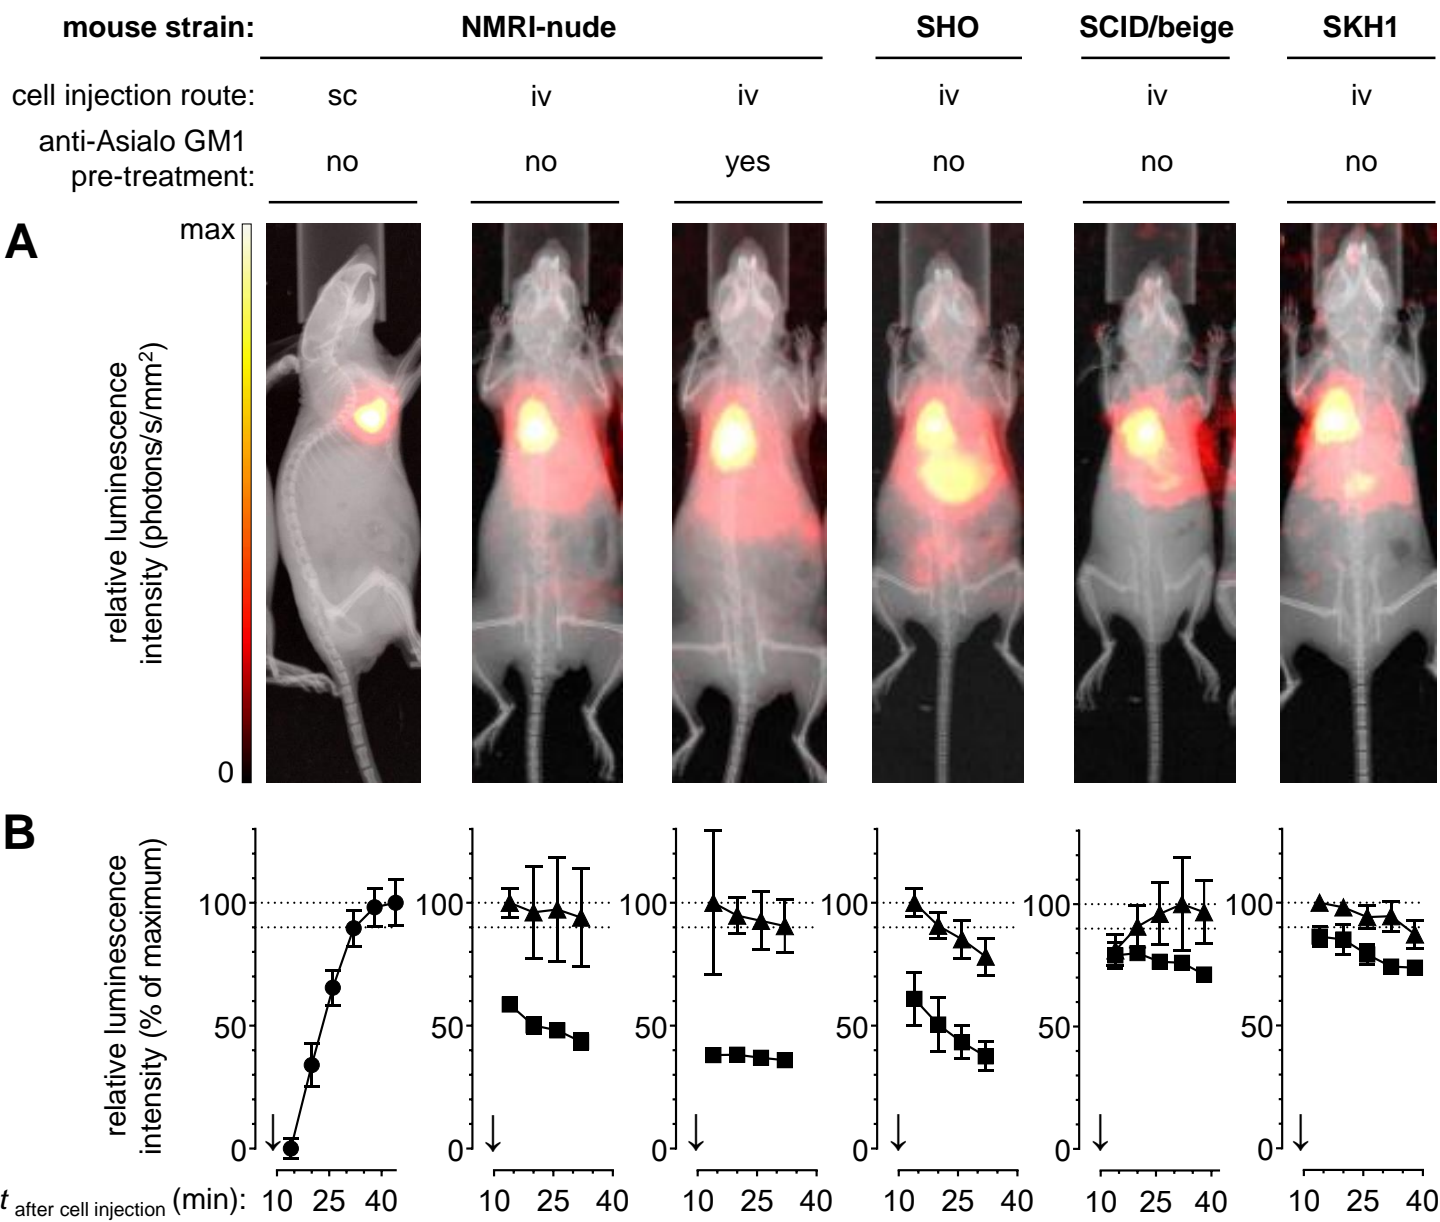 mouse strain: NMRI-nude SHO SCID/beige SKH1
cell injection route: sc iv iv iv iv iv
anti-Asialo GM1
pre-treatment: no no yes no no no
A
max
relative luminescence
intensity (photons/s/mm²)
0
B
relative luminescence
intensity (% of maximum)
100 100 100 100 100 100
50 50 50 50 50 50
0 0 0 0 0 0
t after cell injection (min): 10 25 40 10 25 40 10 25 40 10 25 40 10 25 40 10 25 40